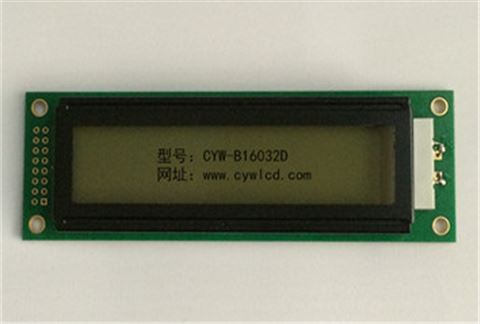 型号：CYW-B16032D
网址：www.cywlcd.com